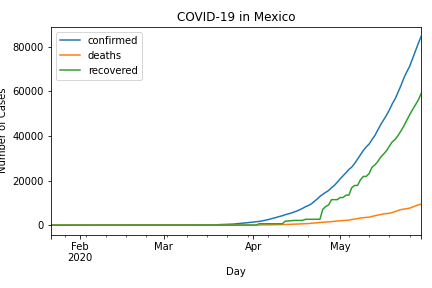 COVID-19 in Mexico
confirmed
deaths
recovered
Number of Cases
80000
60000
40000
20000
0
Feb
2020
Mar
Apr
May
Day